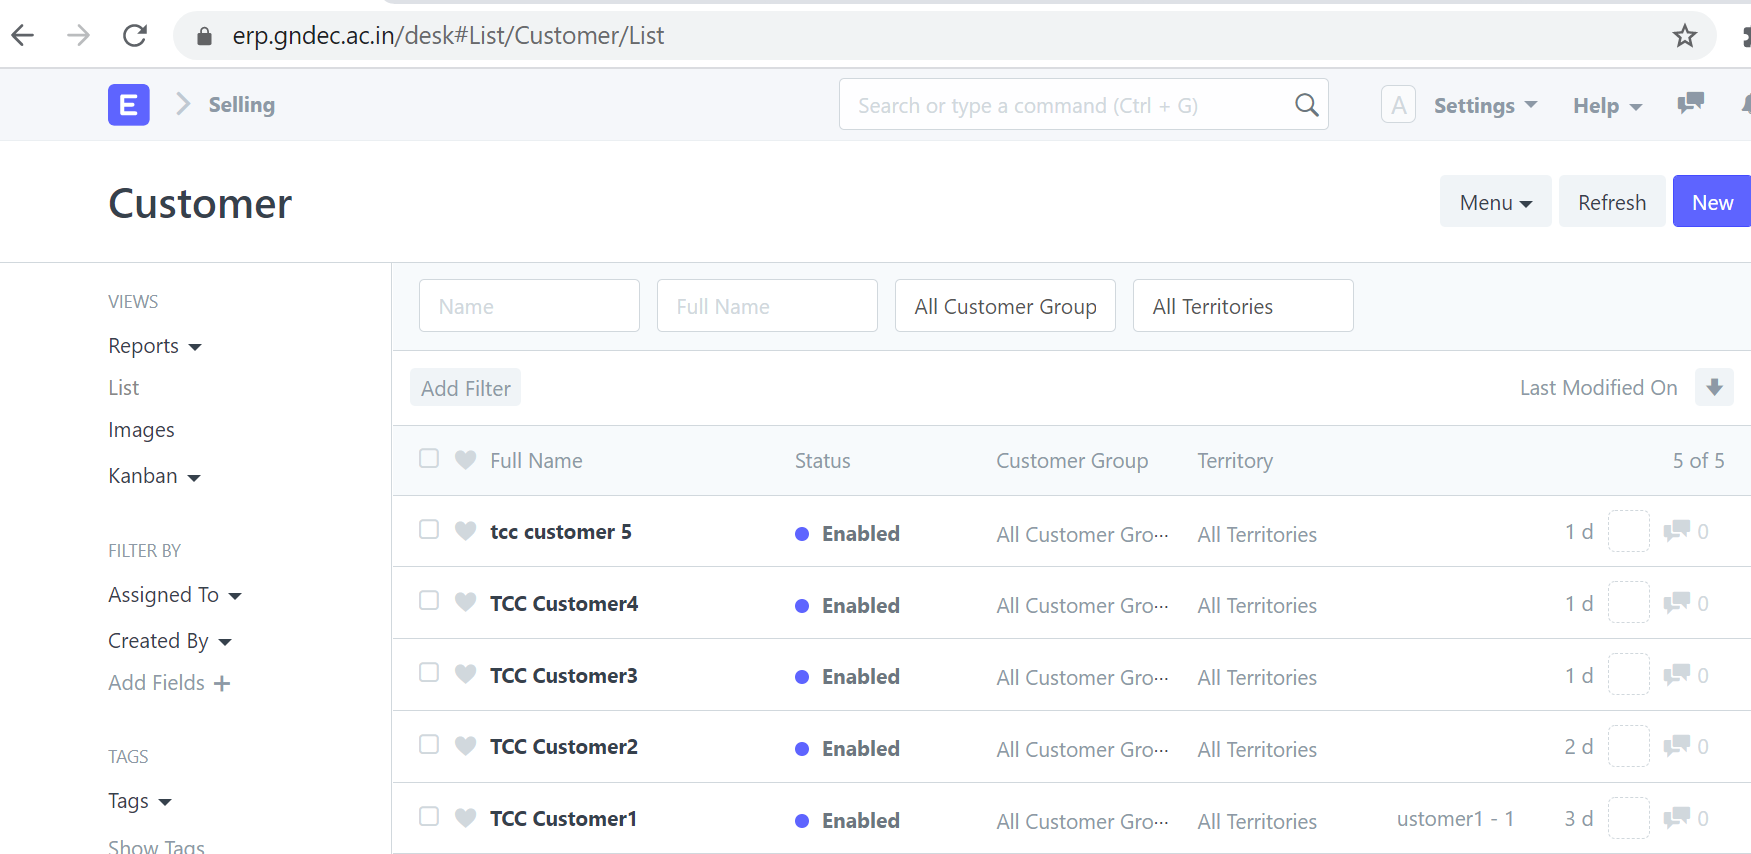 erp.gndec.ac.in/desk#List/Customer/List
E Selling Search or type a command (Ctrl + G) A Settings Help
Customer
Menu Refresh New
VIEWS
Reports
List
Images
Kanban
FILTER BY
Assigned To
Created By
Add Fields +
TAGS
Tags
Show Tags
Name Full Name All Customer Group All Territories
Add Filter Last Modified On
Full Name Status Customer Group Territory 5 of 5
tcc customer 5 Enabled All Customer Gro... All Territories 1 d 0
TCC Customer4 Enabled All Customer Gro... All Territories 1 d 0
TCC Customer3 Enabled All Customer Gro... All Territories 1 d 0
TCC Customer2 Enabled All Customer Gro... All Territories 2 d 0
TCC Customer1 Enabled All Customer Gro... All Territories ustomer1 - 1 3 d 0